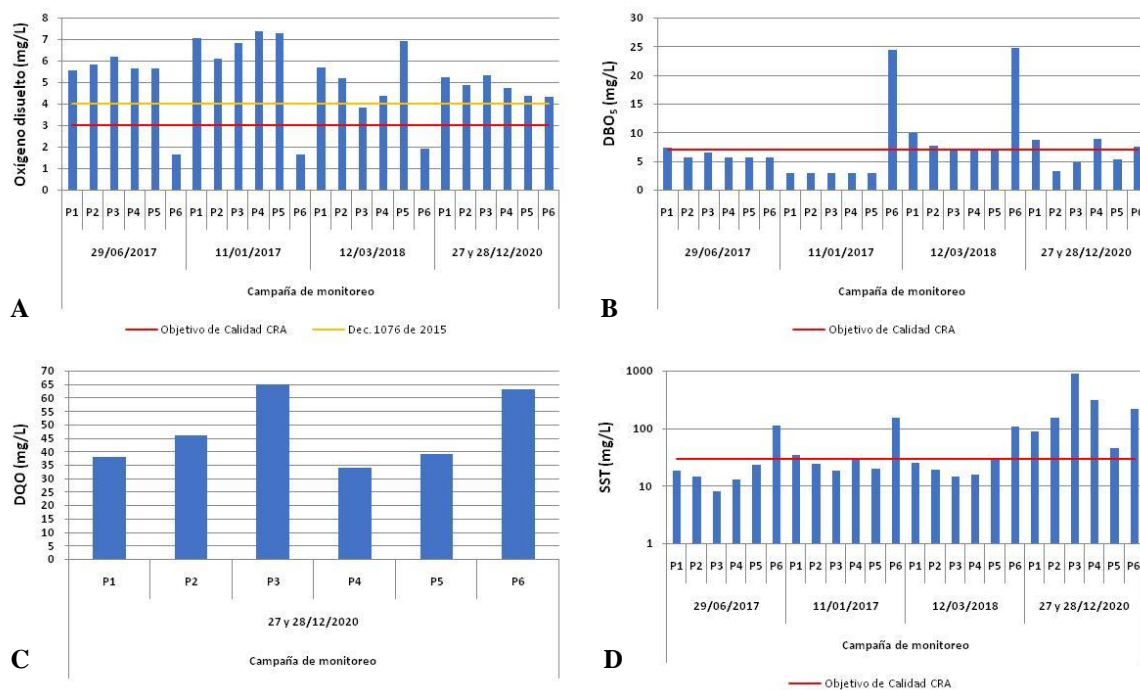 Oxígeno disuelto (mg/L)
8
7
6
5
4
3
2
1
0
P1 P2 P3 P4 P5 P6 P1 P2 P3 P4 P5 P6 P1 P2 P3 P4 P5 P6 P1 P2 P3 P4 P5 P6
29/06/2017 11/01/2017 12/03/2018 27 y 28/12/2020
Campaña de monitoreo
A
Objetivo de Calidad CRA Dec. 1076 de 2015
DBO5 (mg/L)
30
25
20
15
10
5
0
P1 P2 P3 P4 P5 P6 P1 P2 P3 P4 P5 P6 P1 P2 P3 P4 P5 P6 P1 P2 P3 P4 P5 P6
29/06/2017 11/01/2017 12/03/2018 27 y 28/12/2020
Campaña de monitoreo
B
Objetivo de Calidad CRA
DQO (mg/L)
70
65
60
55
50
45
40
35
30
25
20
15
10
5
0
P1 P2 P3 P4 P5 P6
27 y 28/12/2020
Campaña de monitoreo
C
SST (mg/L)
1000
100
10
1
P1 P2 P3 P4 P5 P6 P1 P2 P3 P4 P5 P6 P1 P2 P3 P4 P5 P6 P1 P2 P3 P4 P5 P6
29/06/2017 11/01/2017 12/03/2018 27 y 28/12/2020
Campaña de monitoreo
D
Objetivo de Calidad CRA